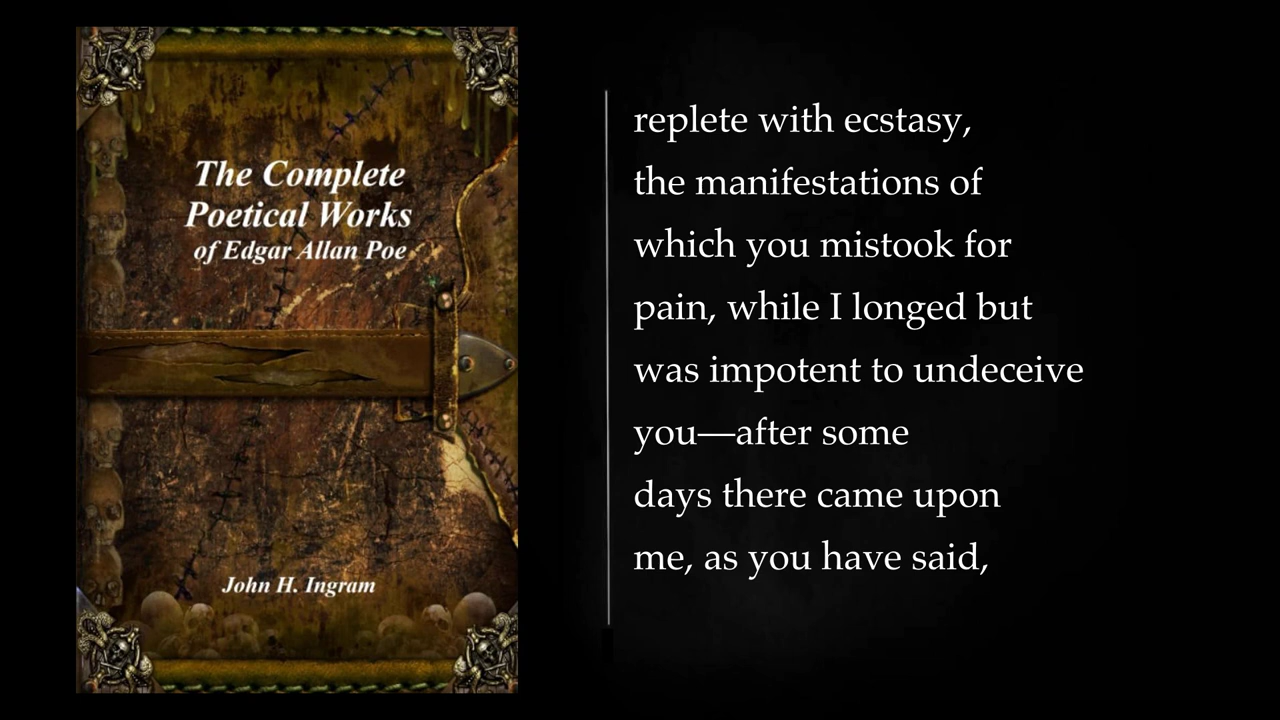 The Complete
Poetical Works
of Edgar Allan Poe
John H. Ingram
replete with ecstasy,
the manifestations of
which you mistook for
pain, while I longed but
was impotent to undeceive
you—after some
days there came upon
me, as you have said,